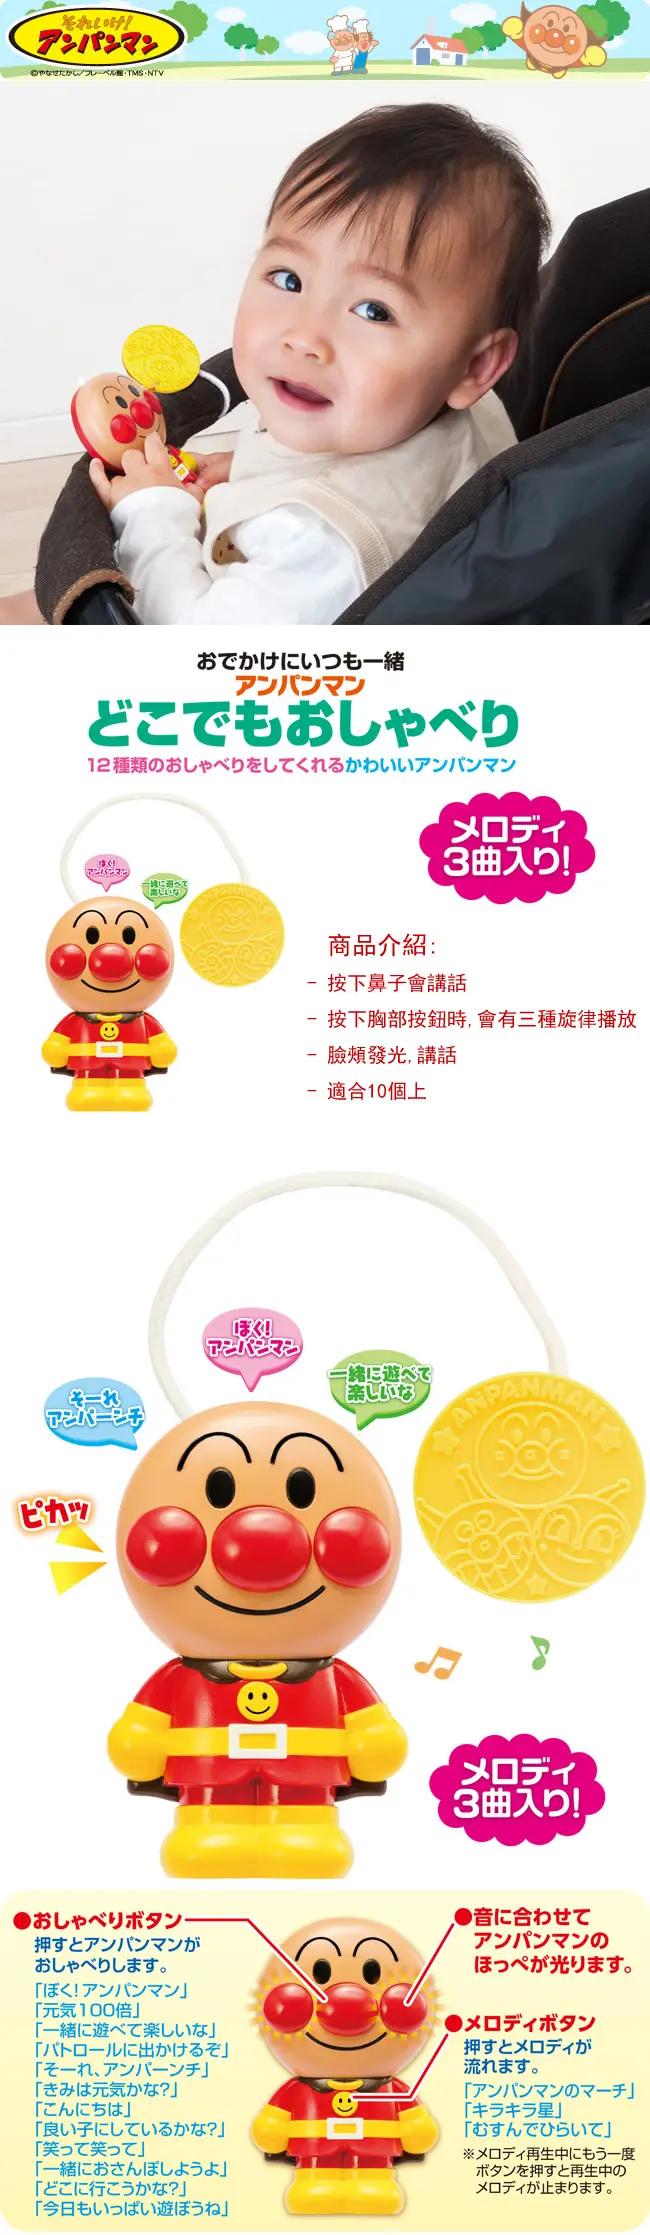 それいけ!
アンパンマン
©やなせたかし/フレーベル館・TMS・NTV
おでかけにいつも一緒
アンパンマン
どこでもおしゃべり
12種類のおしゃべりをしてくれるかわいいアンパンマン
メロディ
3曲入り!
ぼく!
アンパンマン
一緒に遊べて
楽しいな
ANPANMAN
商品介紹:
- 按下鼻子會講話
- 按下胸部按鈕時,會有三種旋律播放
- 臉頰發光,講話
- 適合10個上
ぼく!
アンパンマン
一緒に遊べて
楽しいな
そーれ
アンパーンチ
ANPANMAN
ピカッ
メロディ
3曲入り!
●おしゃべりボタン
押すとアンパンマンが
おしゃべりします。
「ぼく!アンパンマン」
「元気100倍」
「一緒に遊べて楽しいな」
「パトロールに出かけるぞ」
「そーれ、アンパーンチ」
「きみは元気かな?」
「こんにちは」
「良い子にしているかな?」
「笑って笑って」
「一緒におさんぽしようよ」
「どこに行こうかな?」
「今日もいっぱい遊ぼうね」
●音に合わせて
アンパンマンの
ほっぺが光ります。
●メロディボタン
押すとメロディが
流れます。
「アンパンマンのマーチ」
「キラキラ星」
「むすんでひらいて」
※メロディ再生中にもう一度
ボタンを押すと再生中の
メロディが止まります。